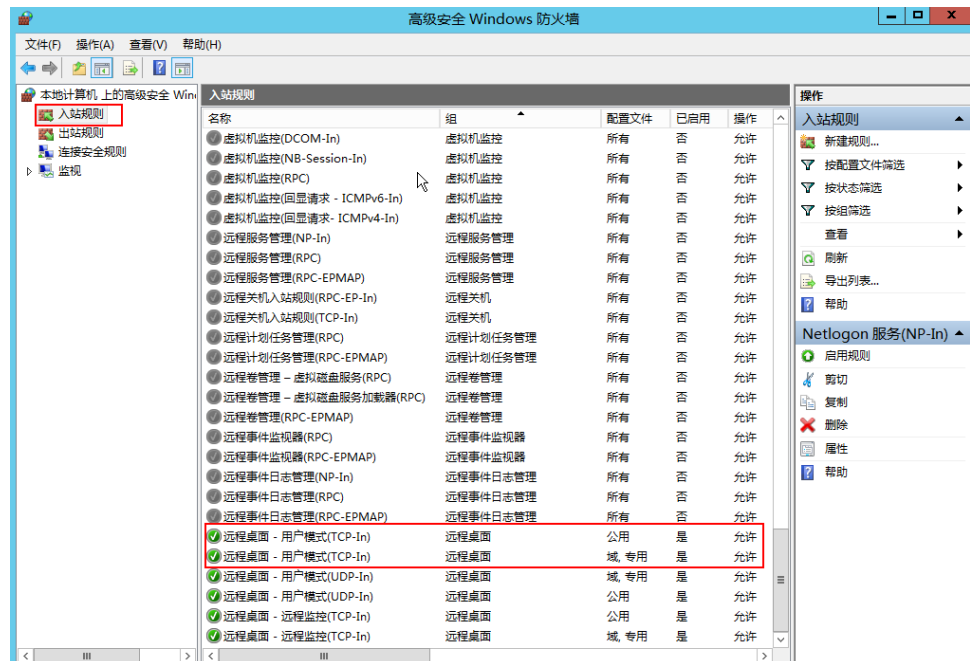 高级安全 Windows 防火墙
文件(F) 操作(A) 查看(V) 帮助(H)
本地计算机 上的高级安全 Win
入站规则
出站规则
连接安全规则
监视
入站规则
名称 组 配置文件 已启用 操作
虚拟机监控(DCOM-In) 虚拟机监控 所有 否 允许
虚拟机监控(NB-Session-In) 虚拟机监控 所有 否 允许
虚拟机监控(RPC) 虚拟机监控 所有 否 允许
虚拟机监控(回显请求 - ICMPv6-In) 虚拟机监控 所有 否 允许
虚拟机监控(回显请求- ICMPv4-In) 虚拟机监控 所有 否 允许
远程服务管理(NP-In) 远程服务管理 所有 否 允许
远程服务管理(RPC) 远程服务管理 所有 否 允许
远程服务管理(RPC-EPMAP) 远程服务管理 所有 否 允许
远程关机入站规则(RPC-EP-In) 远程关机 所有 否 允许
远程关机入站规则(TCP-In) 远程关机 所有 否 允许
远程计划任务管理(RPC) 远程计划任务管理 所有 否 允许
远程计划任务管理(RPC-EPMAP) 远程计划任务管理 所有 否 允许
远程卷管理 – 虚拟磁盘服务(RPC) 远程卷管理 所有 否 允许
远程卷管理 – 虚拟磁盘服务加载器(RPC) 远程卷管理 所有 否 允许
远程卷管理(RPC-EPMAP) 远程卷管理 所有 否 允许
远程事件监视器(RPC) 远程事件监视器 所有 否 允许
远程事件监视器(RPC-EPMAP) 远程事件监视器 所有 否 允许
远程事件日志管理(NP-In) 远程事件日志管理 所有 否 允许
远程事件日志管理(RPC) 远程事件日志管理 所有 否 允许
远程事件日志管理(RPC-EPMAP) 远程事件日志管理 所有 否 允许
远程桌面 - 用户模式(TCP-In) 远程桌面 公用 是 允许
远程桌面 - 用户模式(TCP-In) 远程桌面 域, 专用 是 允许
远程桌面 - 用户模式(UDP-In) 远程桌面 域, 专用 是 允许
远程桌面 - 用户模式(UDP-In) 远程桌面 公用 是 允许
远程桌面 - 远程监控(TCP-In) 远程桌面 公用 是 允许
远程桌面 - 远程监控(TCP-In) 远程桌面 域, 专用 是 允许
操作
入站规则
新建规则...
按配置文件筛选
按状态筛选
按组筛选
查看
刷新
导出列表...
帮助
Netlogon 服务(NP-In)
启用规则
剪切
复制
删除
属性
帮助